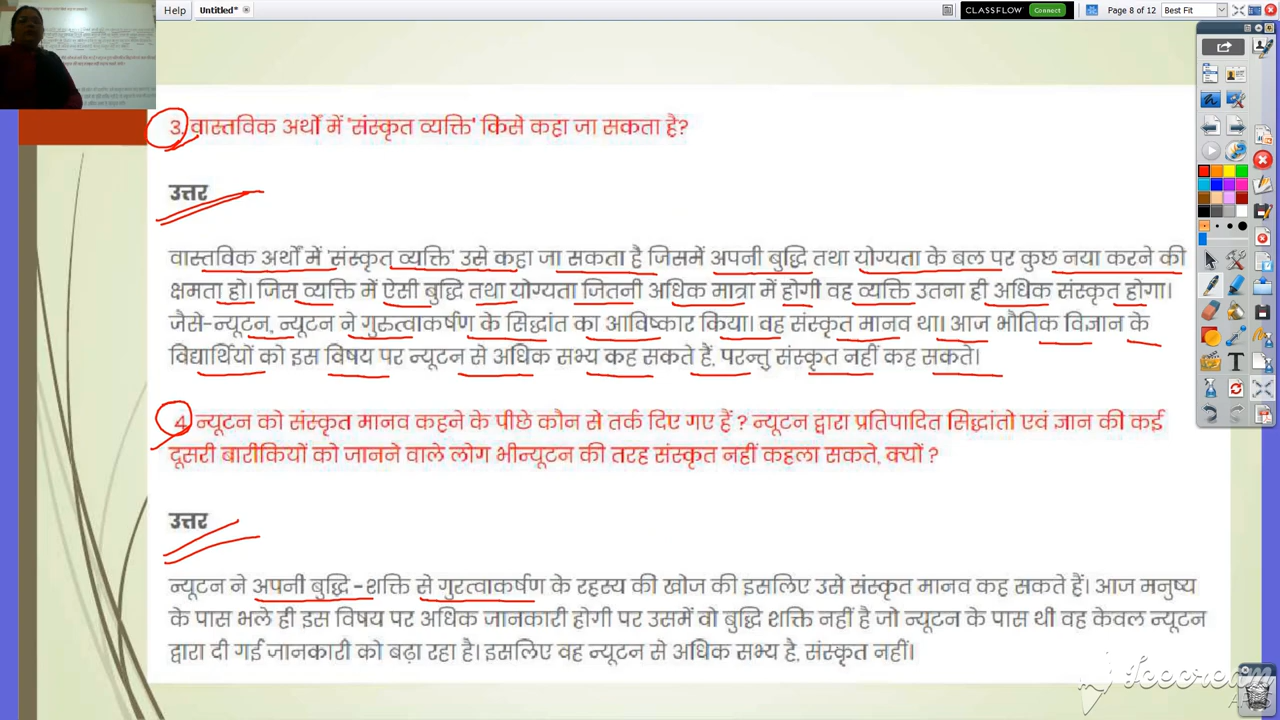 Help Untitled* CLASSFLOW Connect Page 8 of 12 Best Fit
3. वास्तविक अर्थों में 'संस्कृत व्यक्ति' किसे कहा जा सकता है?
उत्तर
वास्तविक अर्थों में 'संस्कृत व्यक्ति' उसे कहा जा सकता है जिसमें अपनी बुद्धि तथा योग्यता के बल पर कुछ नया करने की
क्षमता हो। जिस व्यक्ति में ऐसी बुद्धि तथा योग्यता जितनी अधिक मात्रा में होगी वह व्यक्ति उतना ही अधिक संस्कृत होगा।
जैसे-न्यूटन, न्यूटन ने गुरुत्वाकर्षण के सिद्धांत का आविष्कार किया। वह संस्कृत मानव था। आज भौतिक विज्ञान के
विद्यार्थियों को इस विषय पर न्यूटन से अधिक सभ्य कह सकते हैं, परन्तु संस्कृत नहीं कह सकते।
4. न्यूटन को संस्कृत मानव कहने के पीछे कौन से तर्क दिए गए हैं ? न्यूटन द्वारा प्रतिपादित सिद्धांतो एवं ज्ञान की कई
दूसरी बारीकियों को जानने वाले लोग भीन्यूटन की तरह संस्कृत नहीं कहला सकते, क्यों ?
उत्तर
न्यूटन ने अपनी बुद्धि -शक्ति से गुरत्वाकर्षण के रहस्य की खोज की इसलिए उसे संस्कृत मानव कह सकते हैं। आज मनुष्य
के पास भले ही इस विषय पर अधिक जानकारी होगी पर उसमें वो बुद्धि शक्ति नहीं है जो न्यूटन के पास थी वह केवल न्यूटन
द्वारा दी गई जानकारी को बढ़ा रहा है। इसलिए वह न्यूटन से अधिक सभ्य है, संस्कृत नहीं।
Icecream
APPS